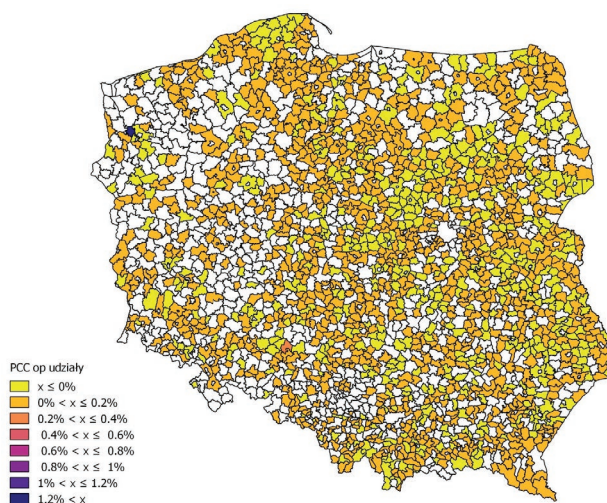 PCC op udziały
x ≤ 0%
0% < x ≤ 0.2%
0.2% < x ≤ 0.4%
0.4% < x ≤ 0.6%
0.6% < x ≤ 0.8%
0.8% < x ≤ 1%
1% < x ≤ 1.2%
1.2% < x